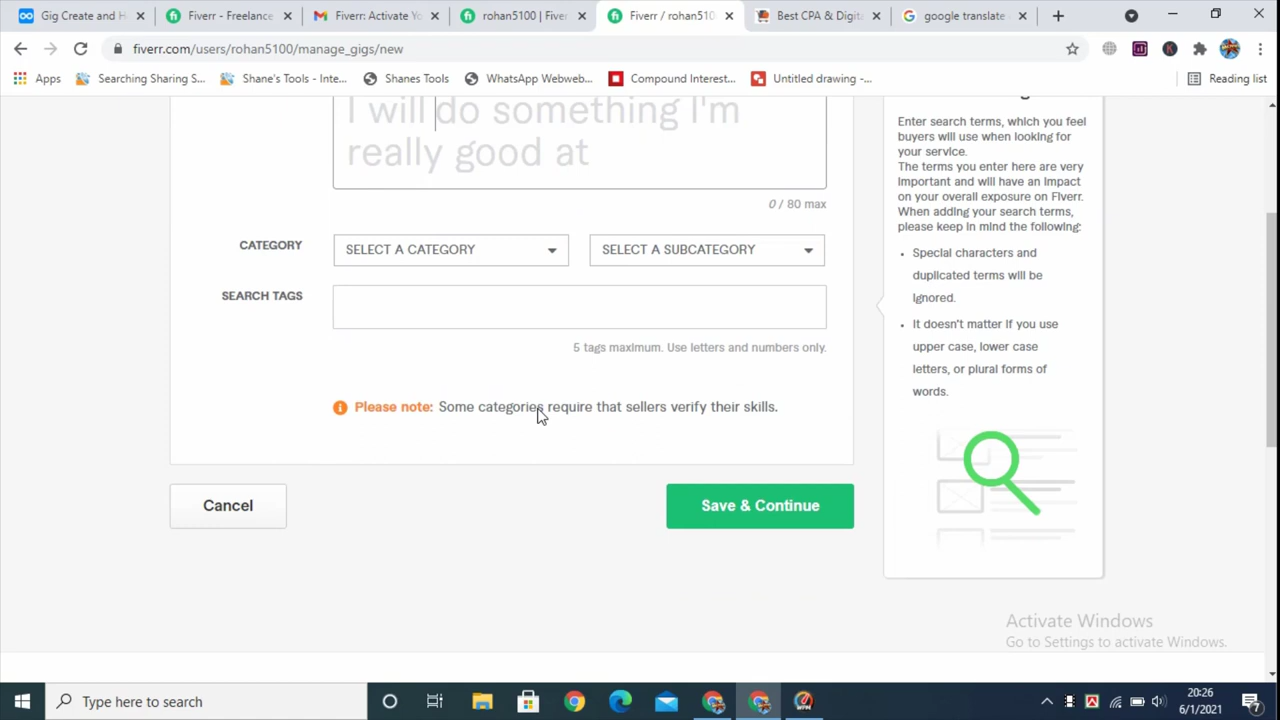 Gig Create and H
Fiverr - Freelance
Fiverr: Activate Yo
rohan5100 | Fiver
Fiverr / rohan510
Best CPA & Digita
google translate -
fiverr.com/users/rohan5100/manage_gigs/new
Apps
Searching Sharing S...
Shane's Tools - Inte...
Shanes Tools
WhatsApp Webweb...
Compound Interest...
Untitled drawing -...
Reading list
I will do something I'm
really good at
0 / 80 max
CATEGORY
SELECT A CATEGORY
SELECT A SUBCATEGORY
SEARCH TAGS
5 tags maximum. Use letters and numbers only.
Please note: Some categories require that sellers verify their skills.
Cancel
Save & Continue
Enter search terms, which you feel
buyers will use when looking for
your service.
The terms you enter here are very
important and will have an impact
on your overall exposure on Fiverr.
When adding your search terms,
please keep in mind the following:
• Special characters and
duplicated terms will be
ignored.
• It doesn't matter if you use
upper case, lower case
letters, or plural forms of
words.
Activate Windows
Go to Settings to activate Windows.
Type here to search
20:26
6/1/2021
7